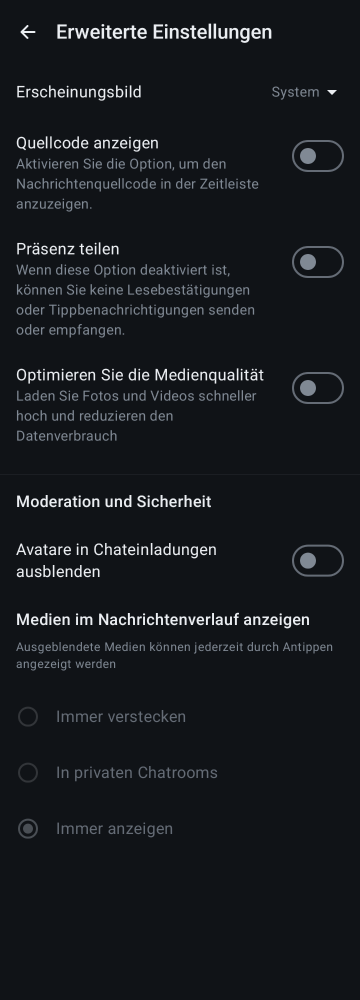 Erweiterte Einstellungen
Erscheinungsbild
System
Quellcode anzeigen
Aktivieren Sie die Option, um den
Nachrichtenquellcode in der Zeitleiste
anzuzeigen.
Präsenz teilen
Wenn diese Option deaktiviert ist,
können Sie keine Lesebestätigungen
oder Tippbenachrichtigungen senden
oder empfangen.
Optimieren Sie die Medienqualität
Laden Sie Fotos und Videos schneller
hoch und reduzieren den
Datenverbrauch
Moderation und Sicherheit
Avatare in Chateinladungen
ausblenden
Medien im Nachrichtenverlauf anzeigen
Ausgeblendete Medien können jederzeit durch Antippen
angezeigt werden
Immer verstecken
In privaten Chatrooms
Immer anzeigen